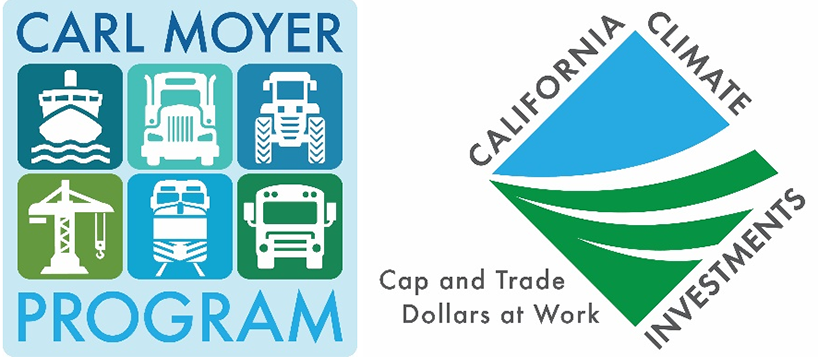 CARL MOYER
PROGRAM
CALIFORNIA
CLIMATE
INVESTMENTS
Cap and Trade
Dollars at Work